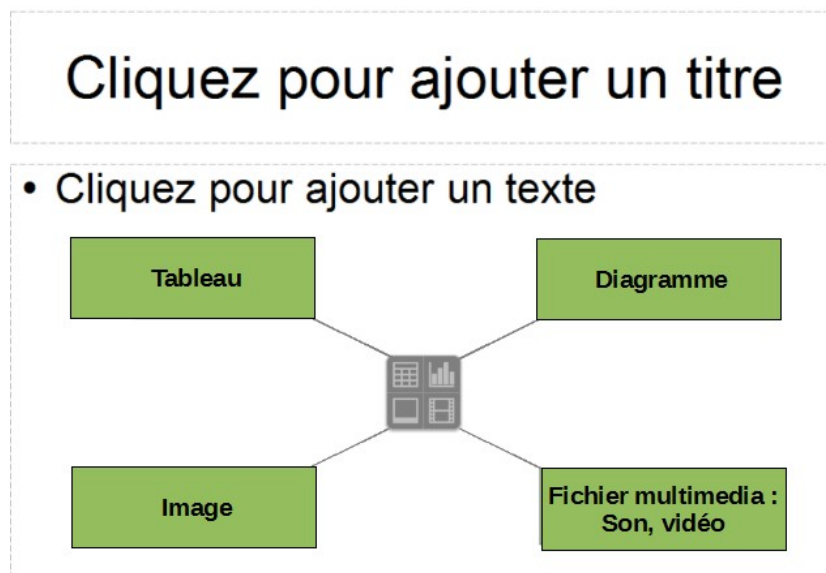 Cliquez pour ajouter un titre
• Cliquez pour ajouter un texte
Tableau
Diagramme
Image
Fichier multimedia :
Son, vidéo